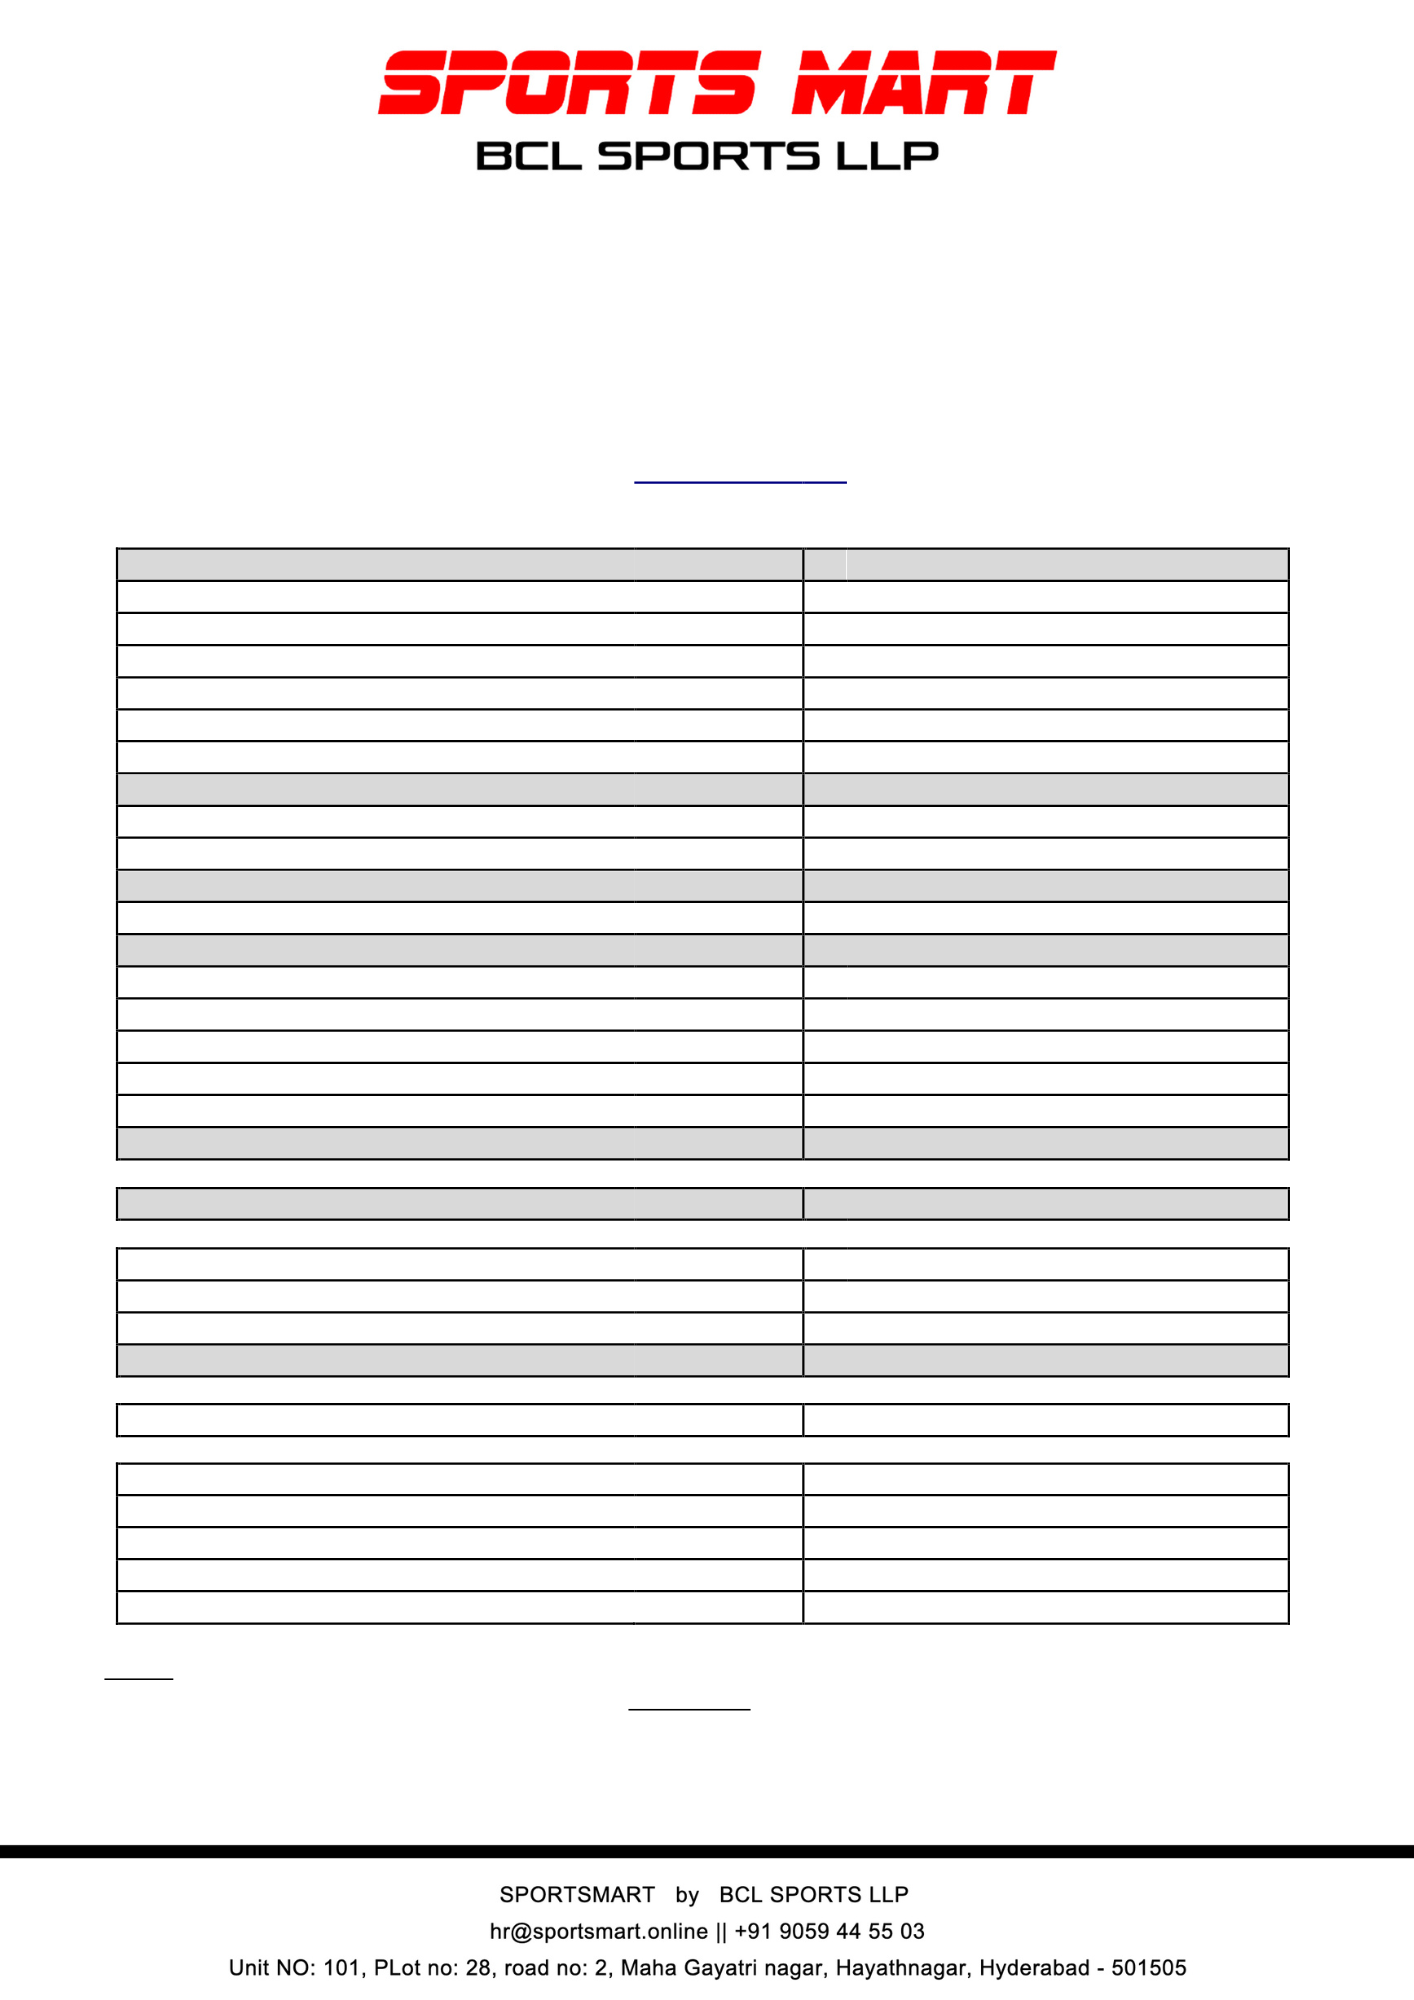 SPORTS MART
BCL SPORTS LLP
SPORTSMART by BCL SPORTS LLP
hr@sportsmart.online || +91 9059 44 55 03
Unit NO: 101, PLot no: 28, road no: 2, Maha Gayatri nagar, Hayathnagar, Hyderabad - 501505